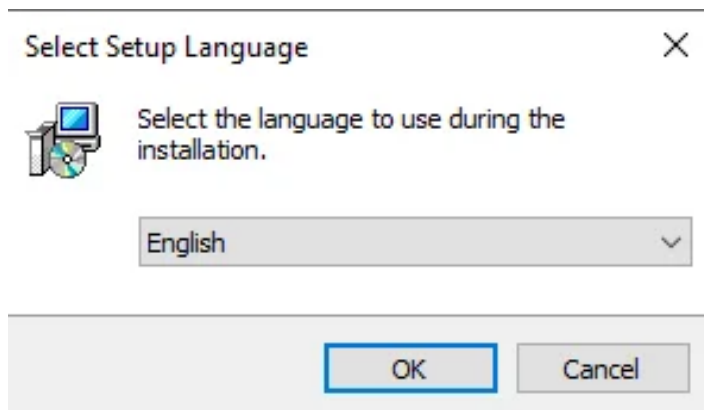 Select Setup Language
Select the language to use during the
installation.
English
OK
Cancel